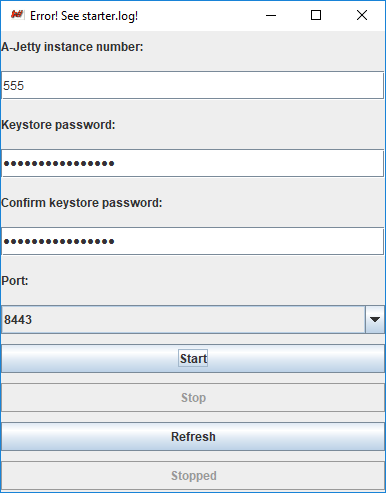 Error! See starter.log!
A-Jetty instance number:
555
Keystore password:
••••••••••••••••
Confirm keystore password:
••••••••••••••••
Port:
8443
Start
Stop
Refresh
Stopped